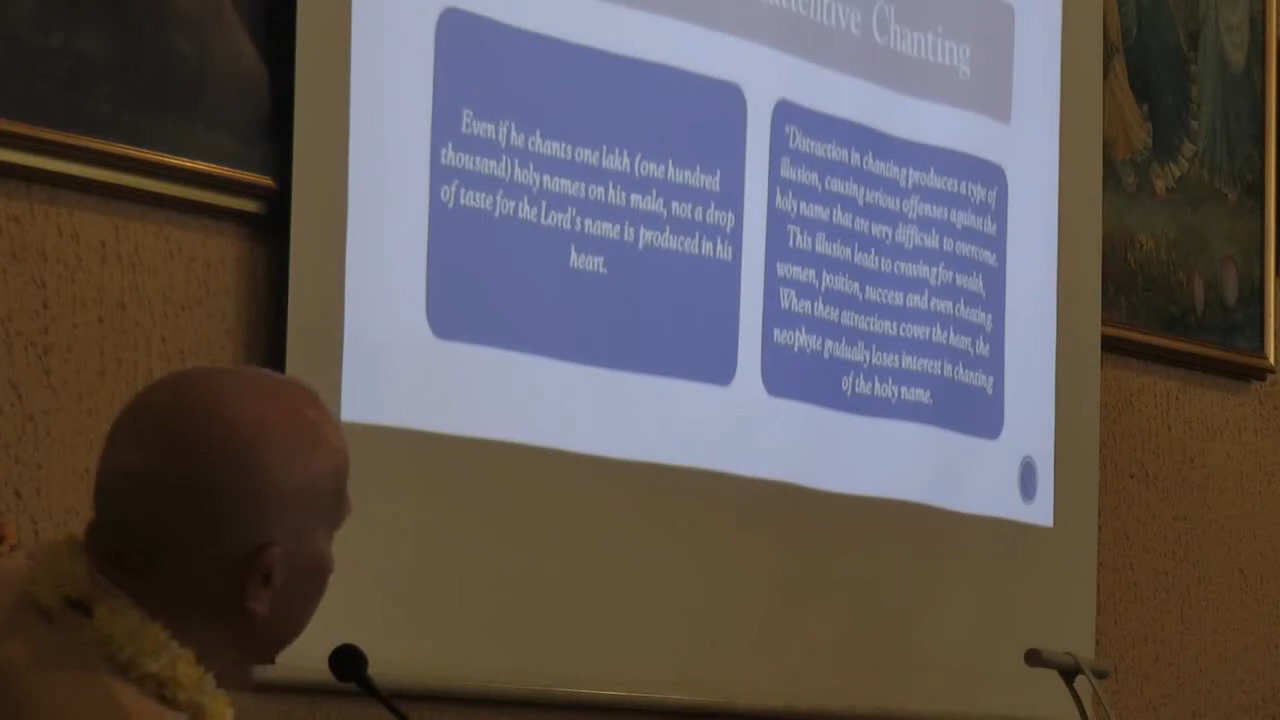 Chanting
Even if he chants one lakh (one hundred
thousand) holy names on his mala, not a drop
of taste for the Lord's name is produced in his
heart.
"Distraction in chanting produces a type of
illusion, causing serious offenses against the
holy name that are very difficult to overcome.
This illusion leads to craving for wealth,
women, position, success and even cheating
When these attractions cover the heart, the
neophyte gradually loses interest in chanting
of the holy name.